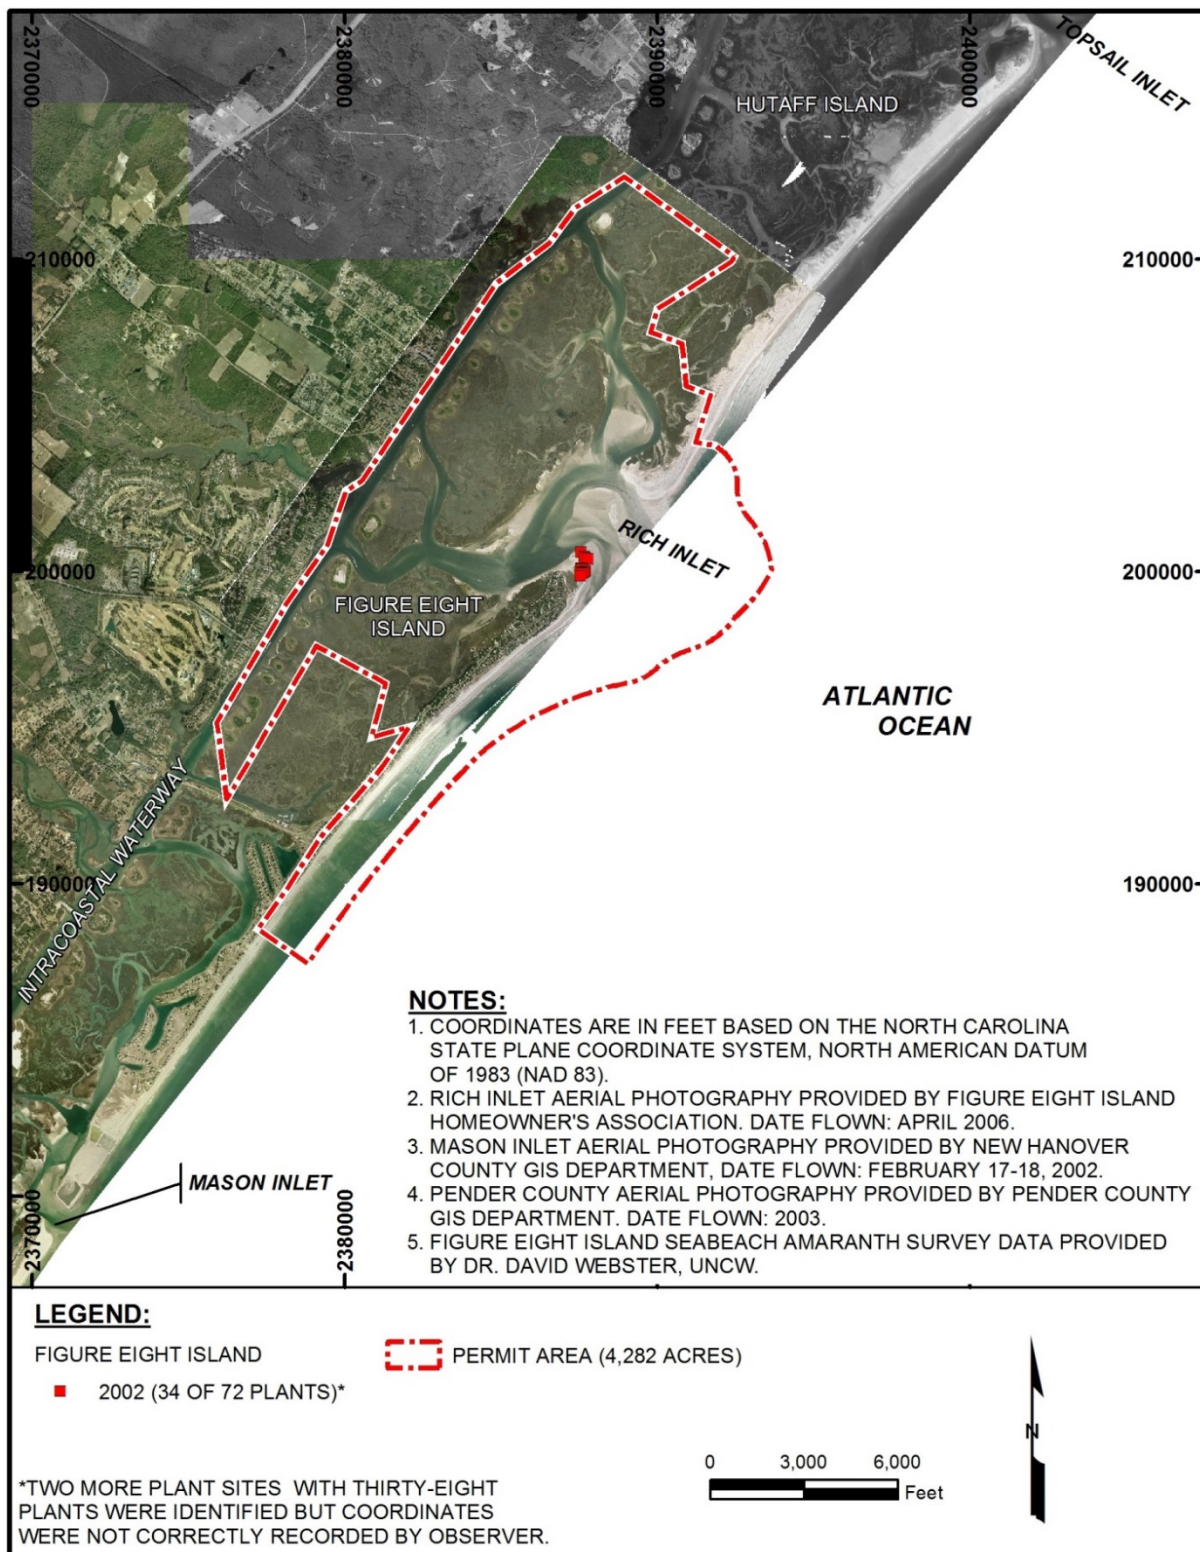 2370000
2380000
2390000
2400000
TOPSAIL INLET
HUTAFF ISLAND
210000
210000
RICH INLET
200000
200000
FIGURE EIGHT
ISLAND
ATLANTIC
OCEAN
INTRACOASTAL WATERWAY
190000
190000
MASON INLET
2370000
2380000
NOTES:
1. COORDINATES ARE IN FEET BASED ON THE NORTH CAROLINA
STATE PLANE COORDINATE SYSTEM, NORTH AMERICAN DATUM
OF 1983 (NAD 83).
2. RICH INLET AERIAL PHOTOGRAPHY PROVIDED BY FIGURE EIGHT ISLAND
HOMEOWNER'S ASSOCIATION. DATE FLOWN: APRIL 2006.
3. MASON INLET AERIAL PHOTOGRAPHY PROVIDED BY NEW HANOVER
COUNTY GIS DEPARTMENT, DATE FLOWN: FEBRUARY 17-18, 2002.
4. PENDER COUNTY AERIAL PHOTOGRAPHY PROVIDED BY PENDER COUNTY
GIS DEPARTMENT. DATE FLOWN: 2003.
5. FIGURE EIGHT ISLAND SEABEACH AMARANTH SURVEY DATA PROVIDED
BY DR. DAVID WEBSTER, UNCW.
LEGEND:
FIGURE EIGHT ISLAND
PERMIT AREA (4,282 ACRES)
2002 (34 OF 72 PLANTS)*
*TWO MORE PLANT SITES WITH THIRTY-EIGHT
PLANTS WERE IDENTIFIED BUT COORDINATES
WERE NOT CORRECTLY RECORDED BY OBSERVER.
0 3,000 6,000
Feet
N